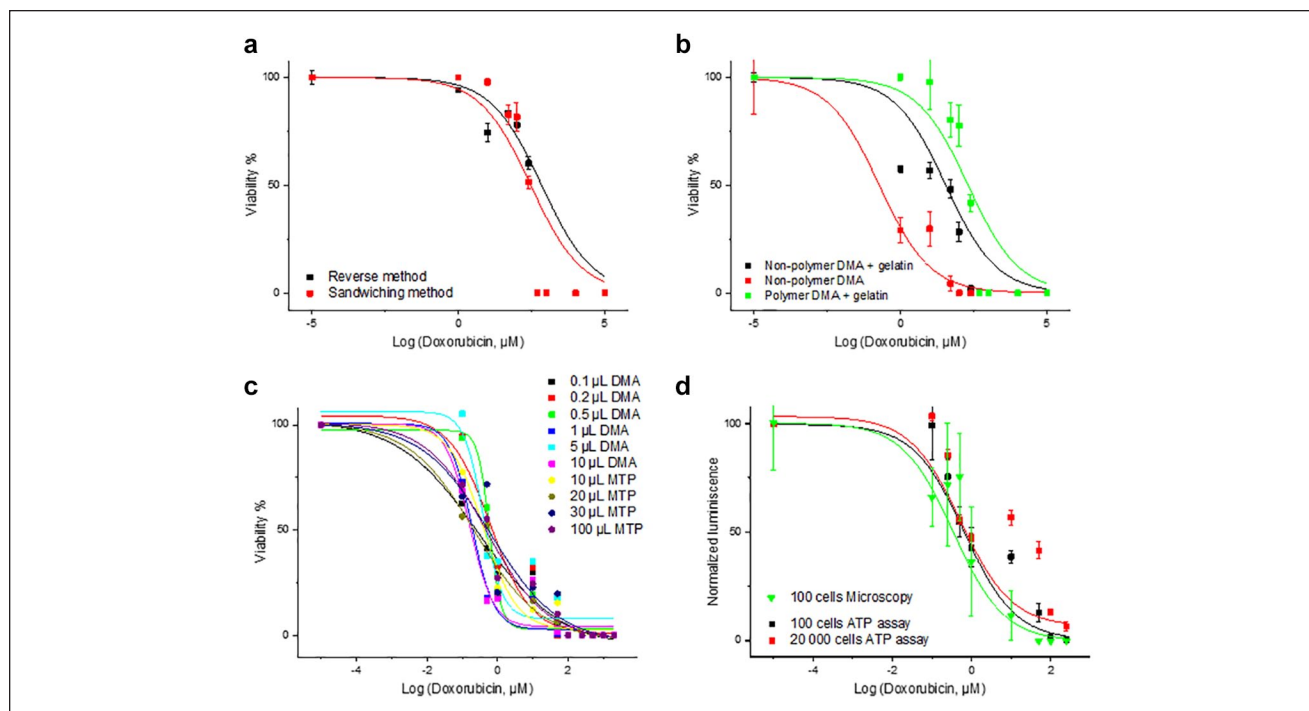 a
100
50
0
Viability %
Reverse method
Sandwiching method
-5
0
5
Log (Doxorubicin, µM)
b
100
50
0
Viability %
Non-polymer DMA + gelatin
Non-polymer DMA
Polymer DMA + gelatin
-5
0
5
Log (Doxorubicin, µM)
c
100
50
0
Viability %
0.1 µL DMA
0.2 µL DMA
0.5 µL DMA
1 µL DMA
5 µL DMA
10 µL DMA
10 µL MTP
20 µL MTP
30 µL MTP
100 µL MTP
-4
-2
0
2
Log (Doxorubicin, µM)
d
100
50
0
Normalized luminiscence
100 cells Microscopy
100 cells ATP assay
20 000 cells ATP assay
-4
-2
0
2
Log (Doxorubicin, µM)